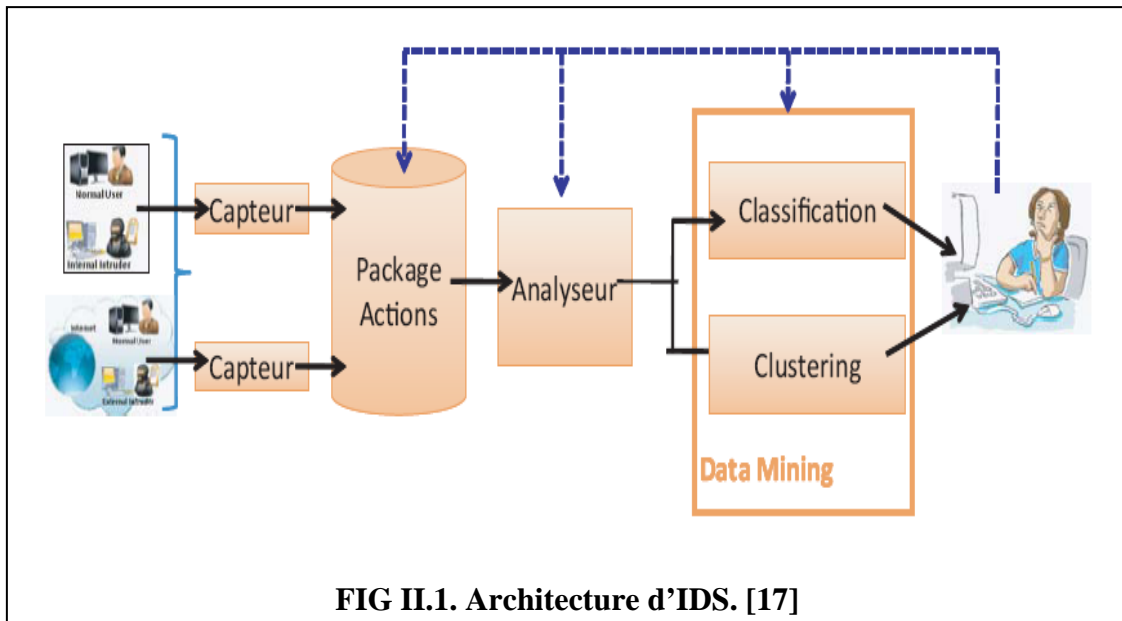 Normal User
Internal Intruder
Internet
Normal User
External Intruder
Capteur
Capteur
Package
Actions
Analyseur
Classification
Clustering
Data Mining
FIG II.1. Architecture d’IDS. [17]